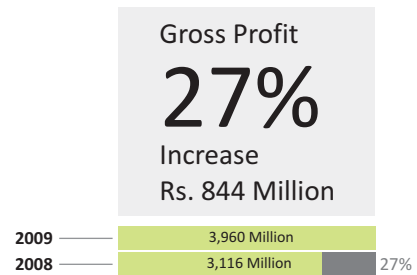 Gross Profit
27%
Increase
Rs. 844 Million
2009 3,960 Million
2008 3,116 Million 27%